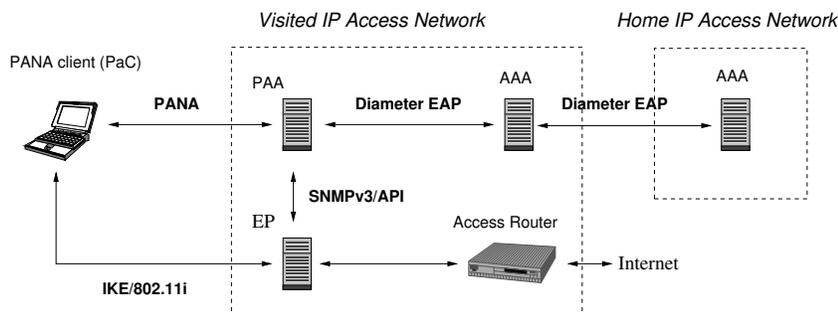 Visited IP Access Network
Home IP Access Network
PANA client (PaC)
PAA
AAA
AAA
PANA
Diameter EAP
Diameter EAP
SNMPv3/API
EP
Access Router
Internet
IKE/802.11i